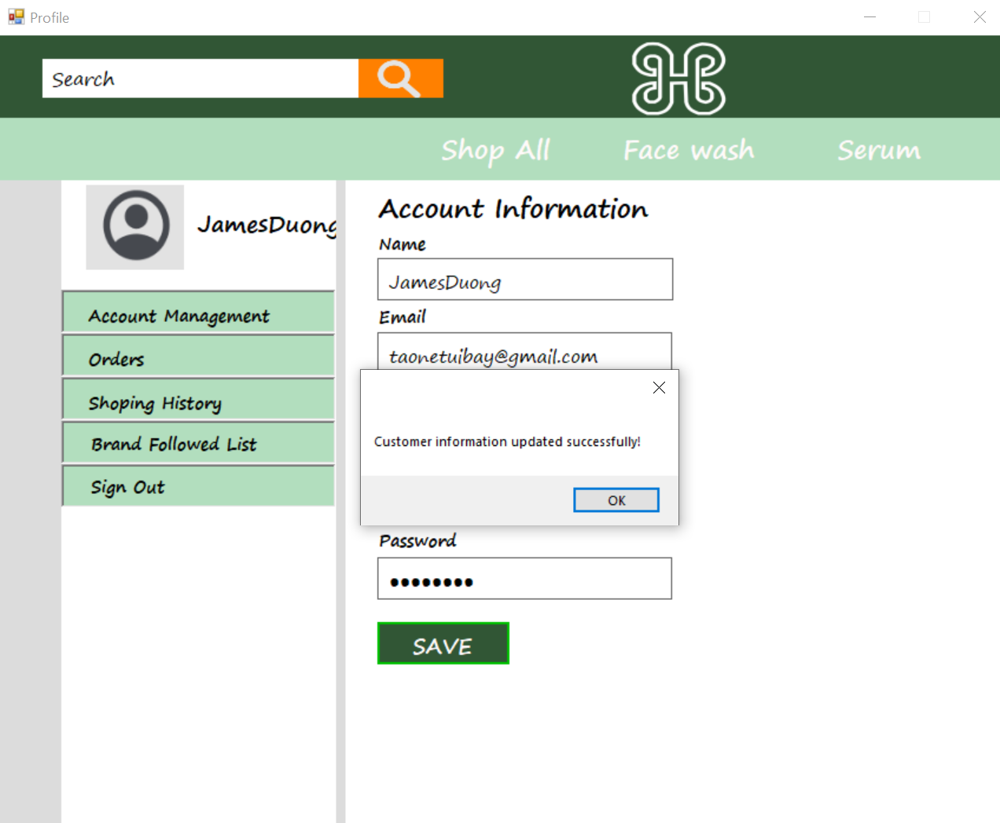 Profile
Search
Shop All Face wash Serum
JamesDuong
Account Management
Orders
Shoping History
Brand Followed List
Sign Out
Account Information
Name
JamesDuong
Email
taonetuibay@gmail.com
Customer information updated successfully!
OK
Password
SAVE